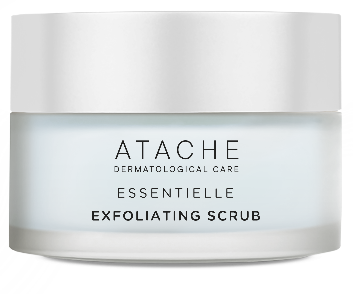 ATACHE
DERMATOLOGICAL CARE
ESSENTIELLE
EXFOLIATING SCRUB